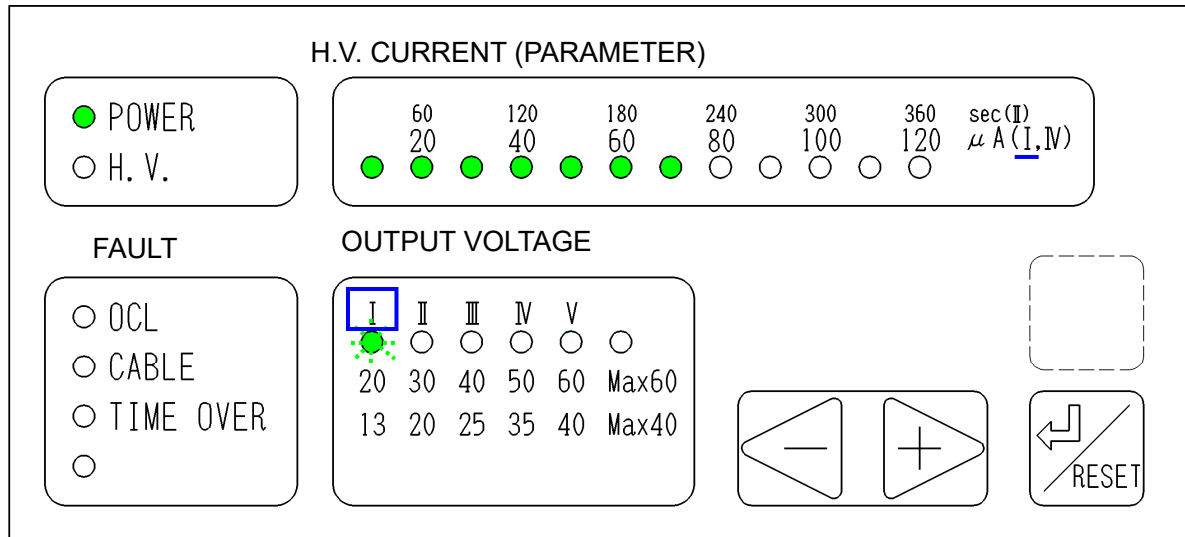 H.V. CURRENT (PARAMETER)
POWER
H.V.
60 120 180 240 300 360 sec(Ⅱ)
20 40 60 80 100 120 μA(Ⅰ,Ⅳ)
FAULT
OCL
CABLE
TIME OVER
OUTPUT VOLTAGE
Ⅰ Ⅱ Ⅲ Ⅳ Ⅴ
20 30 40 50 60 Max60
13 20 25 35 40 Max40
− +
RESET